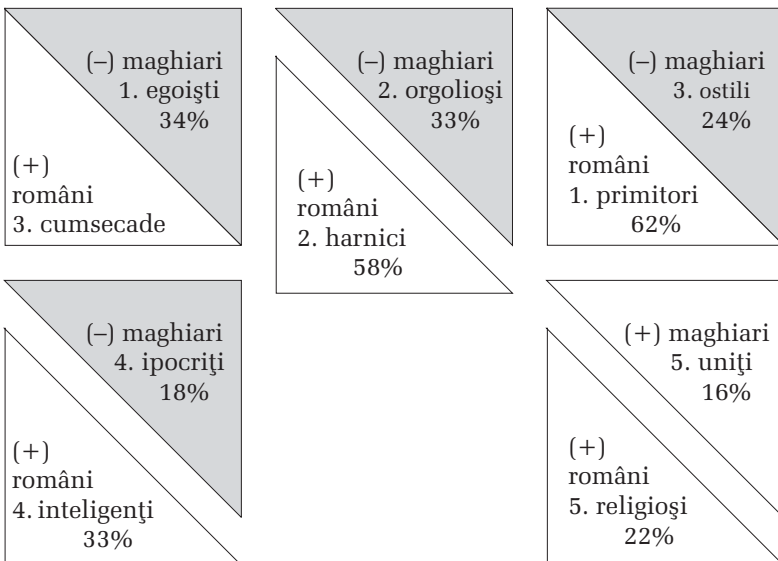 (–) maghiari
1. egoişti
34%
(+)
români
3. cumsecade
(–) maghiari
2. orgolioşi
33%
(+)
români
2. harnici
58%
(–) maghiari
3. ostili
24%
(+)
români
1. primitori
62%
(–) maghiari
4. ipocriţi
18%
(+)
români
4. inteligenţi
33%
(+) maghiari
5. uniţi
16%
(+)
români
5. religioşi
22%